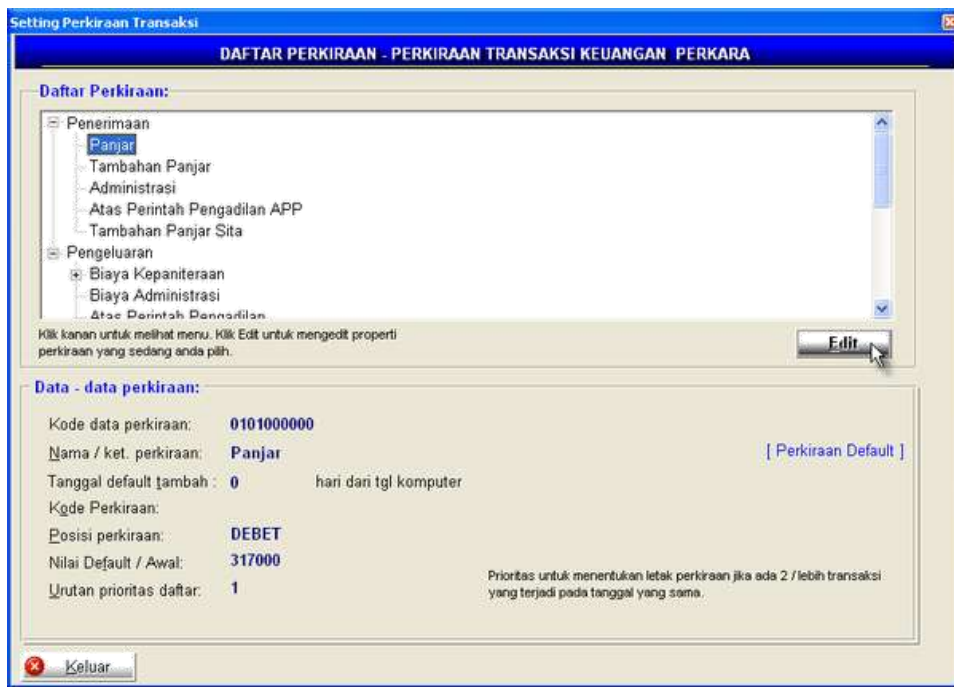 Setting Perkiraan Transaksi
DAFTAR PERKIRAAN - PERKIRAAN TRANSAKSI KEUANGAN PERKARA
Daftar Perkiraan:
Penerimaan
Panjar
Tambahan Panjar
Administrasi
Atas Perintah Pengadilan APP
Tambahan Panjar Sita
Pengeluaran
Biaya Kepaniteraan
Biaya Administrasi
Atas Perintah Pengadilan
Klik kanan untuk melihat menu. Klik Edit untuk mengedit properti
perkiraan yang sedang anda pilih.
Edit
Data - data perkiraan:
Kode data perkiraan: 0101000000
Nama / ket. perkiraan: Panjar [ Perkiraan Default ]
Tanggal default tambah : 0 hari dari tgl komputer
Kode Perkiraan:
Posisi perkiraan: DEBET
Nilai Default / Awal: 317000
Urutan prioritas daftar: 1
Prioritas untuk menentukan letak perkiraan jika ada 2 / lebih transaksi
yang terjadi pada tanggal yang sama.
Keluar